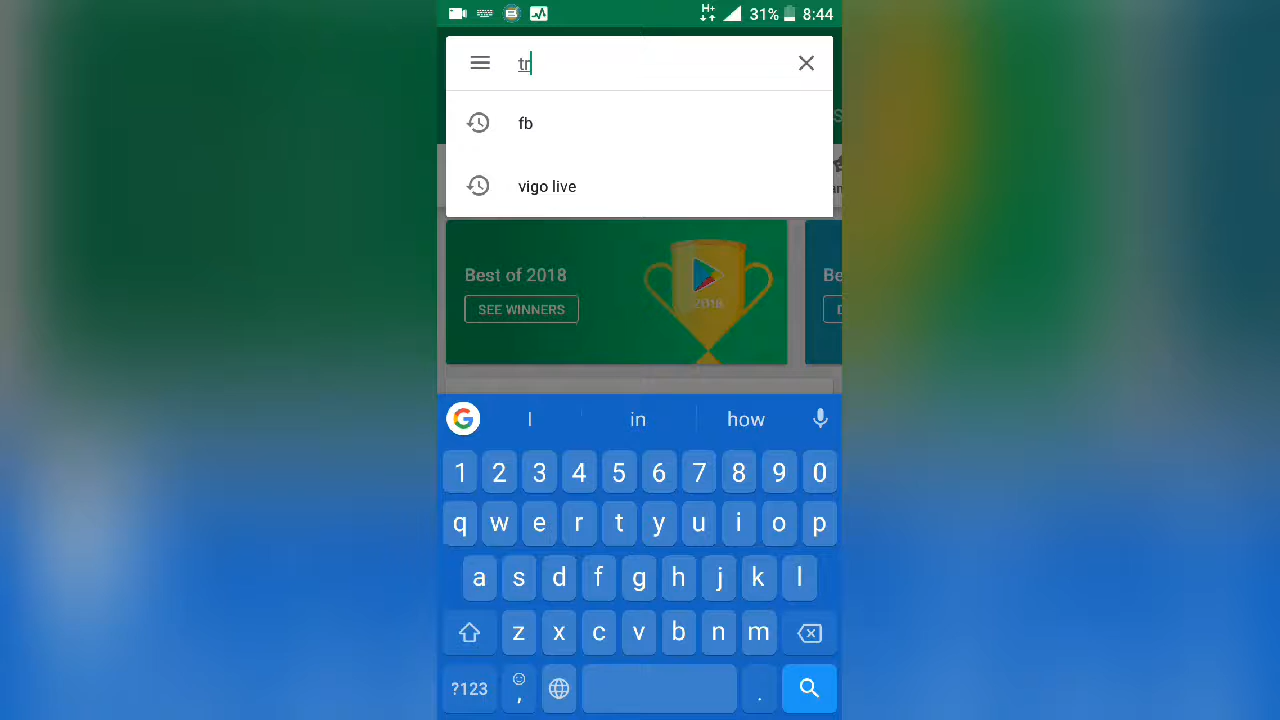 H+ 31% 8:44
tr
fb
vigo live
Best of 2018
SEE WINNERS
2018
Be
I in how
1 2 3 4 5 6 7 8 9 0
q w e r t y u i o p
a s d f g h j k l
z x c v b n m
?123 , .